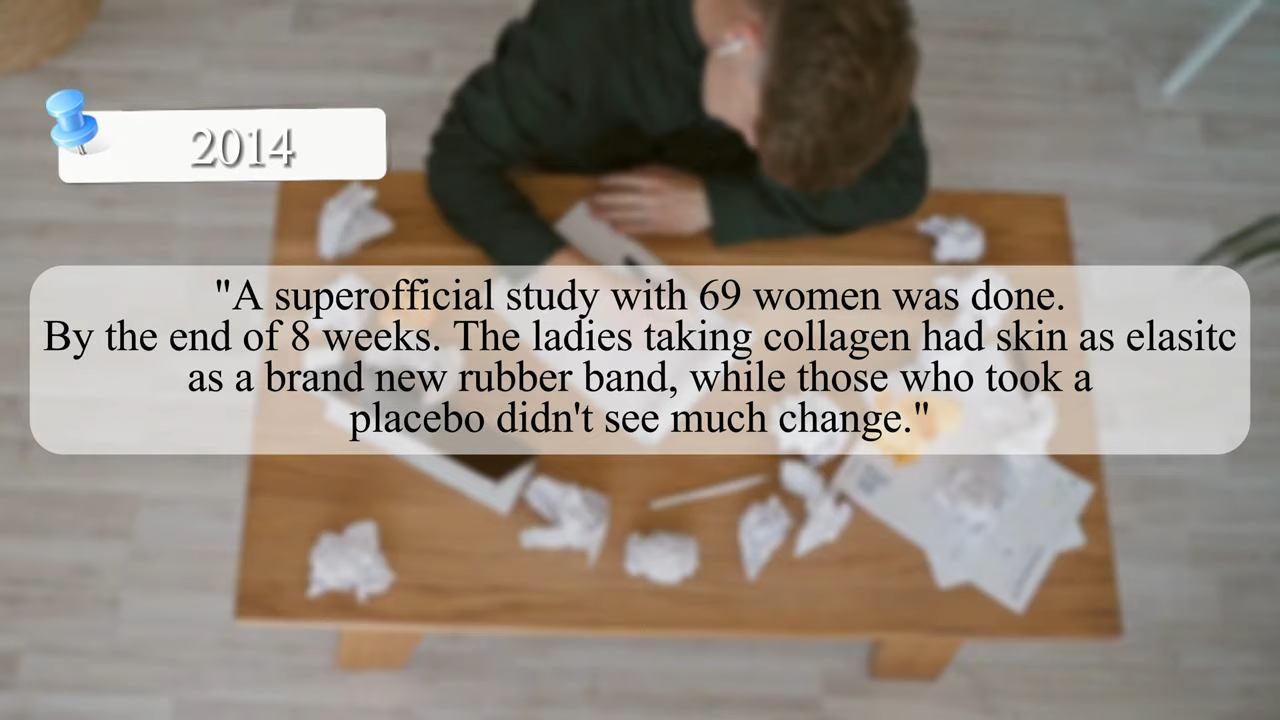 2014
"A superofficial study with 69 women was done.
By the end of 8 weeks. The ladies taking collagen had skin as elasitc
as a brand new rubber band, while those who took a
placebo didn't see much change."